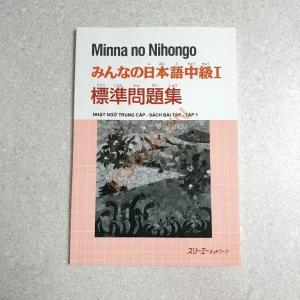 Minna no Nihongo
みんなの日本語中級I
標準問題集
NHẬT NGỮ TRUNG CẤP - SÁCH BÀI TẬP - TẬP 1
スリーエーネットワーク